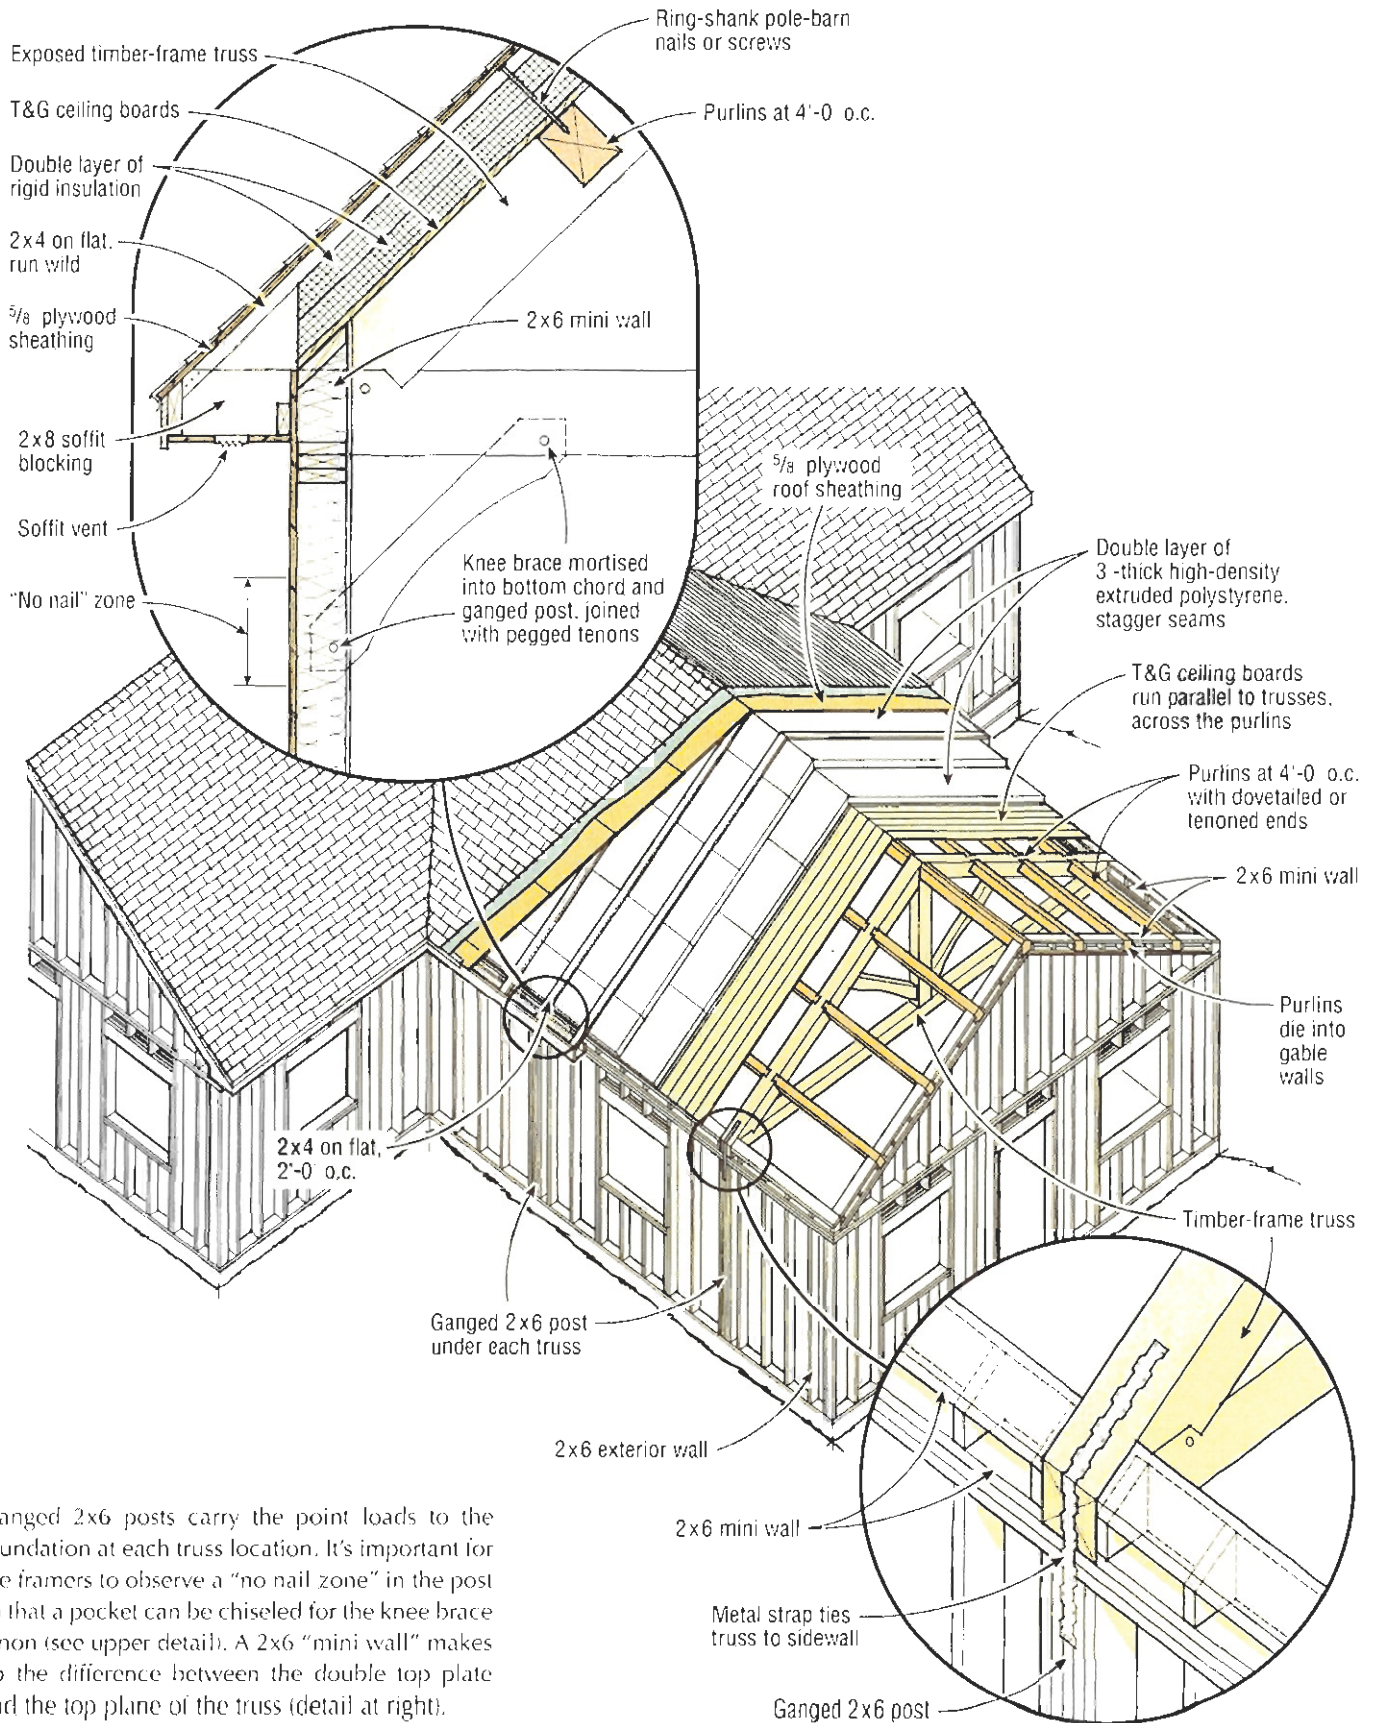 Ring-shank pole-barn
nails or screws
Exposed timber-frame truss
T&G ceiling boards
Purlins at 4'-0 o.c.
Double layer of
rigid insulation
2x4 on flat,
run wild
5/8 plywood
sheathing
2x6 mini wall
2x8 soffit
blocking
Soffit vent
"No nail" zone
Knee brace mortised
into bottom chord and
ganged post, joined
with pegged tenons
5/8 plywood
roof sheathing
Double layer of
3 -thick high-density
extruded polystyrene,
stagger seams
T&G ceiling boards
run parallel to trusses,
across the purlins
Purlins at 4'-0 o.c.
with dovetailed or
tenoned ends
2x6 mini wall
Purlins
die into
gable
walls
2x4 on flat,
2'-0 o.c.
Timber-frame truss
Ganged 2x6 post
under each truss
2x6 exterior wall
2x6 mini wall
Metal strap ties
truss to sidewall
Ganged 2x6 post
anged 2x6 posts carry the point loads to the
undation at each truss location. It's important for
e framers to observe a "no nail zone" in the post
that a pocket can be chiseled for the knee brace
non (see upper detail). A 2x6 "mini wall" makes
the difference between the double top plate
d the top plane of the truss (detail at right).